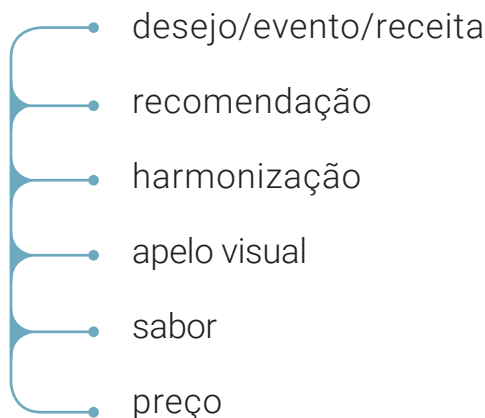 desejo/evento/receita
recomendação
harmonização
apelo visual
sabor
preço